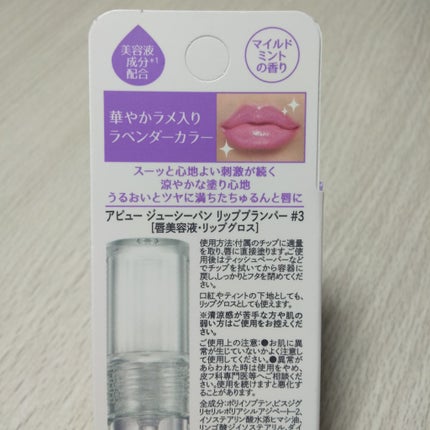 美容液
成分*1
配合
マイルド
ミント
の香り
華やかラメ入り
ラベンダーカラー
スーッと心地よい刺激が続く
涼やかな塗り心地
うるおいとツヤに満ちたちゅるんと唇に
アピュー ジューシーパン リッププランパー #3
[唇美容液・リップグロス]
使用方法:付属のチップに適量
を取り、唇に直接塗ります。ご使
用後はティッシュペーパーなど
でチップを拭いてから容器に
戻し、しっかりとフタを閉めてくだ
さい。
口紅やティントの下地としても、
リップグロスとしても使えます。
※清涼感が苦手な方や肌の
弱い方はご使用をお控えくだ
さい。
ご使用上の注意:●お肌に異
常が生じていないかよく注意し
て使用してください。●異常が
あらわれた時は使用をやめ、
皮フ科専門医等へご相談くださ
い。使用を続けますと悪化する
ことがあります。
全成分:ポリイソブテン、ビスジグ
リセリルポリアシルアジペート-2、
イソステアリン酸水添ヒマシ油、
リンゴ酸ジイソステアリル、ダイ